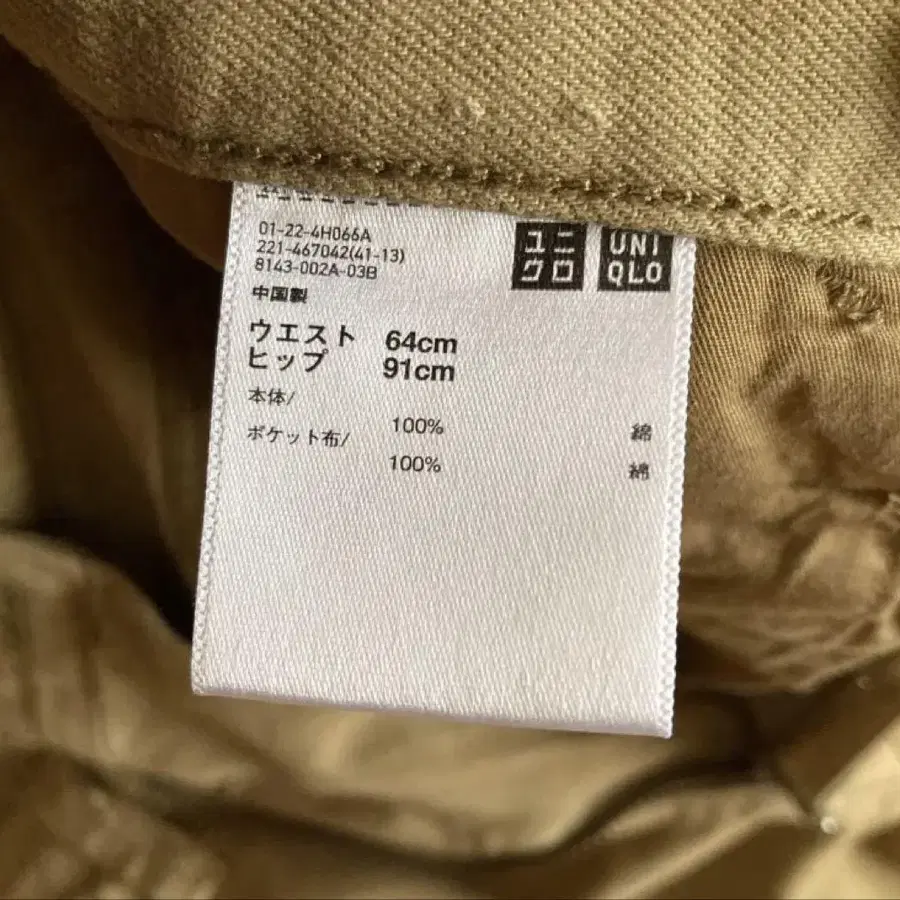 01-22-4H066A
221-467042(41-13)
8143-002A-03B
中国製
ユニ
クロ
UNI
QLO
ウエスト 64cm
ヒップ 91cm
本体/
100% 綿
ポケット布/
100% 綿